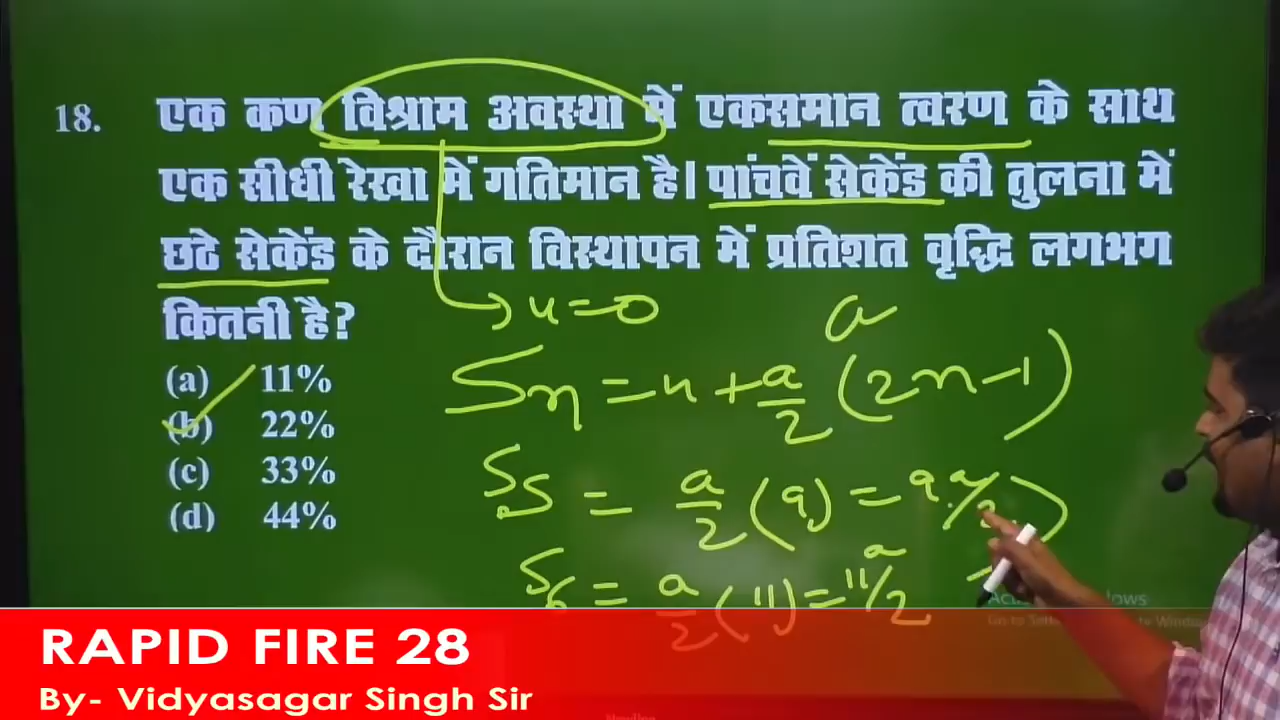 18. एक कण विश्राम अवस्था में एकसमान त्वरण के साथ
एक सीधी रेखा में गतिमान है। पांचवें सेकेंड की तुलना में
छठे सेकेंड के दौरान विस्थापन में प्रतिशत वृद्धि लगभग
कितनी है?
u=0
a
(a) 11%
(b) 22%
(c) 33%
(d) 44%
Sn = u + a/2 (2n-1)
S5 = a/2 (9) = 9a/2
S6 = a/2 (11) = 11a/2
RAPID FIRE 28
By- Vidyasagar Singh Sir